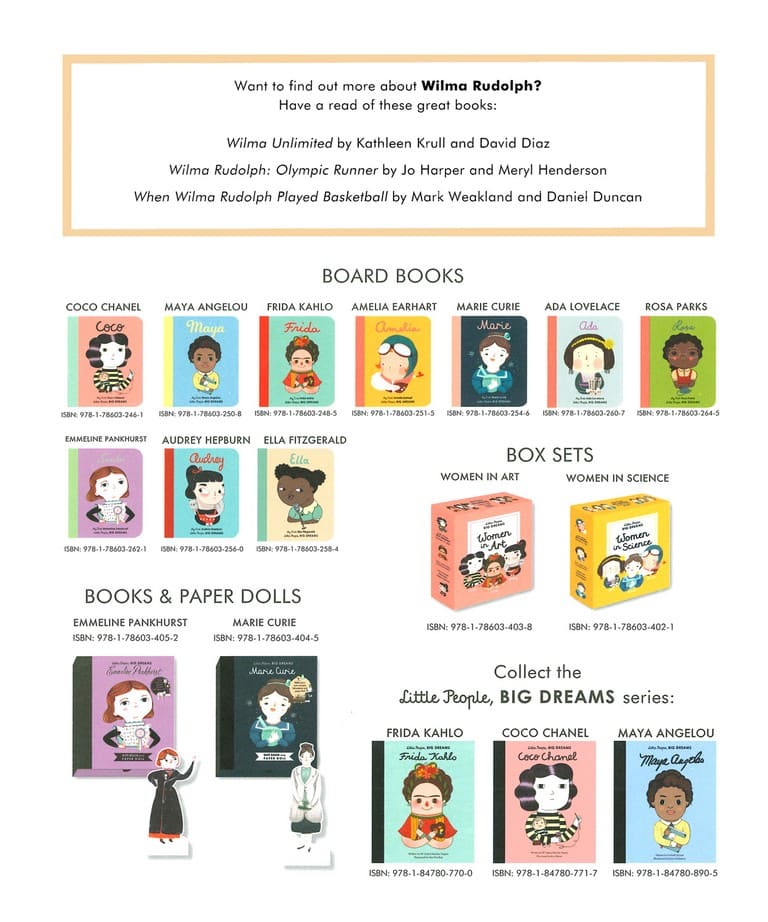 Want to find out more about Wilma Rudolph?
Have a read of these great books:
Wilma Unlimited by Kathleen Krull and David Diaz
Wilma Rudolph: Olympic Runner by Jo Harper and Meryl Henderson
When Wilma Rudolph Played Basketball by Mark Weakland and Daniel Duncan
BOARD BOOKS
COCO CHANEL MAYA ANGELOU FRIDA KAHLO AMELIA EARHART MARIE CURIE ADA LOVELACE ROSA PARKS
Coco Maya Frida Amelia Marie Ada Rosa
ISBN: 978-1-78603-246-1 ISBN: 978-1-78603-250-8 ISBN: 978-1-78603-248-5 ISBN: 978-1-78603-251-5 ISBN: 978-1-78603-254-6 ISBN: 978-1-78603-260-7 ISBN: 978-1-78603-264-5
EMMELINE PANKHURST AUDREY HEPBURN ELLA FITZGERALD
Audrey Ella
ISBN: 978-1-78603-262-1 ISBN: 978-1-78603-256-0 ISBN: 978-1-78603-258-4
BOX SETS
WOMEN IN ART WOMEN IN SCIENCE
Little People, BIG DREAMS Little People, BIG DREAMS
Women in Art Women in Science
ISBN: 978-1-78603-403-8 ISBN: 978-1-78603-402-1
BOOKS & PAPER DOLLS
EMMELINE PANKHURST MARIE CURIE
ISBN: 978-1-78603-405-2 ISBN: 978-1-78603-404-5
Little People, BIG DREAMS Little People, BIG DREAMS
Emmeline Pankhurst Marie Curie
Collect the
Little People, BIG DREAMS series:
FRIDA KAHLO COCO CHANEL MAYA ANGELOU
Little People, BIG DREAMS Little People, BIG DREAMS Little People, BIG DREAMS
Frida Kahlo Coco Chanel Maya Angelou
ISBN: 978-1-84780-770-0 ISBN: 978-1-84780-771-7 ISBN: 978-1-84780-890-5